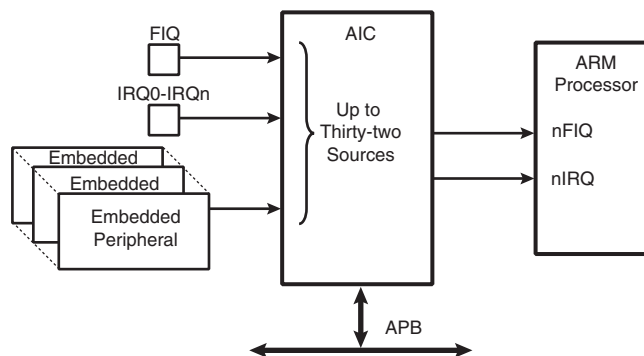 FIQ
IRQ0-IRQn
Embedded
Embedded
Embedded
Peripheral
AIC
Up to
Thirty-two
Sources
ARM
Processor
nFIQ
nIRQ
APB